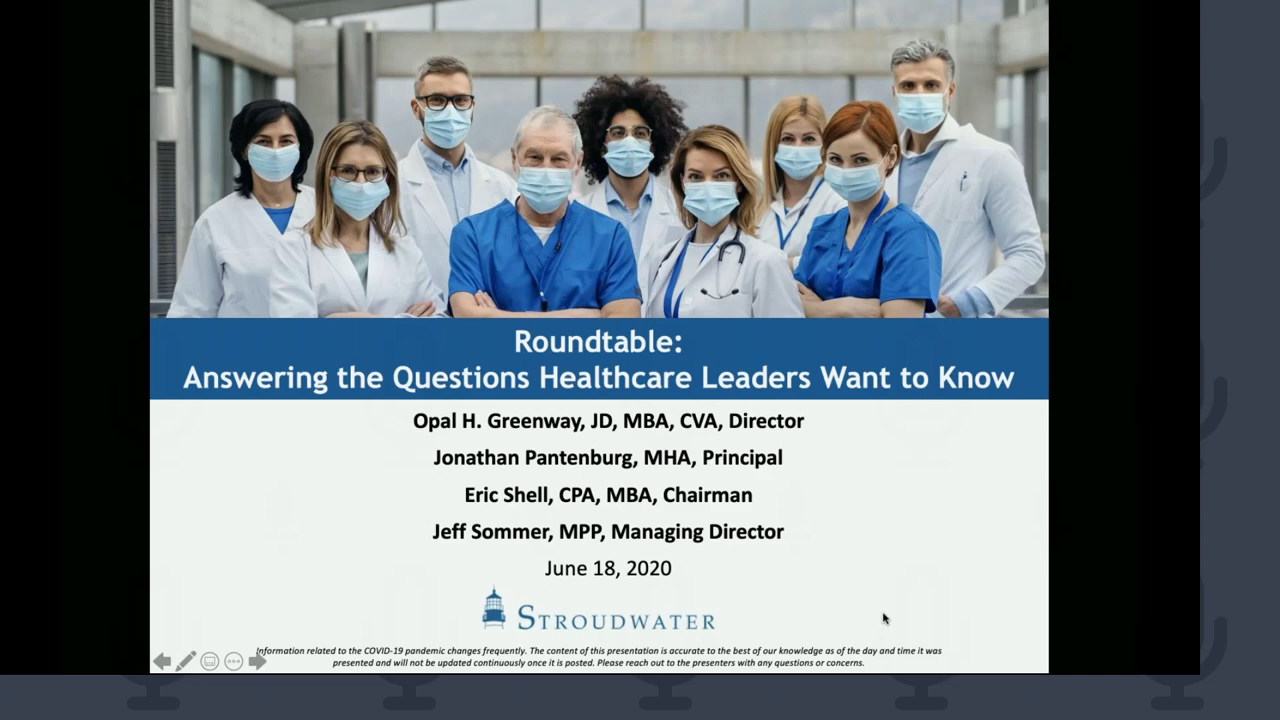 Roundtable:
Answering the Questions Healthcare Leaders Want to Know
Opal H. Greenway, JD, MBA, CVA, Director
Jonathan Pantenburg, MHA, Principal
Eric Shell, CPA, MBA, Chairman
Jeff Sommer, MPP, Managing Director
June 18, 2020
STROUDWATER
Information related to the COVID-19 pandemic changes frequently. The content of this presentation is accurate to the best of our knowledge as of the day and time it was
presented and will not be updated continuously once it is posted. Please reach out to the presenters with any questions or concerns.